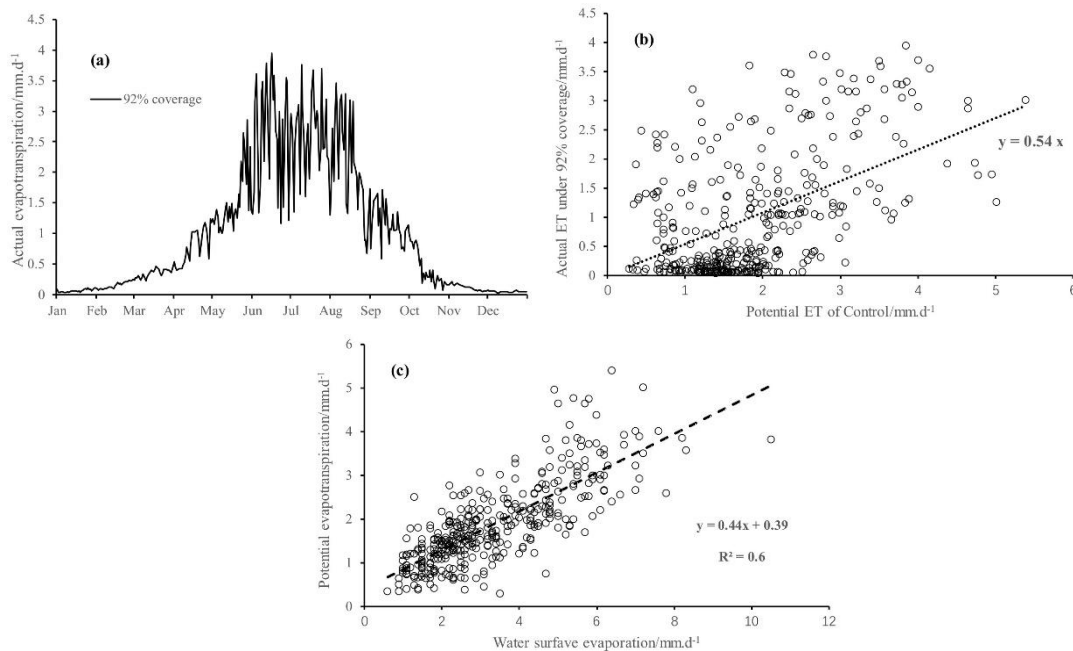 (a)
Actual evapotranspiration/mm.d-1
4.5
4
3.5
3
2.5
2
1.5
1
0.5
0
92% coverage
Jan Feb Mar Apr May Jun Jul Aug Sep Oct Nov Dec
(b)
Actual ET under 92% coverage/mm.d-1
4.5
4
3.5
3
2.5
2
1.5
1
0.5
0
y = 0.54 x
0 1 2 3 4 5 6
Potential ET of Control/mm.d-1
(c)
Potential evapotranspiration/mm.d-1
6
5
4
3
2
1
0
y = 0.44x + 0.39
R² = 0.6
0 2 4 6 8 10 12
Water surfave evaporation/mm.d-1